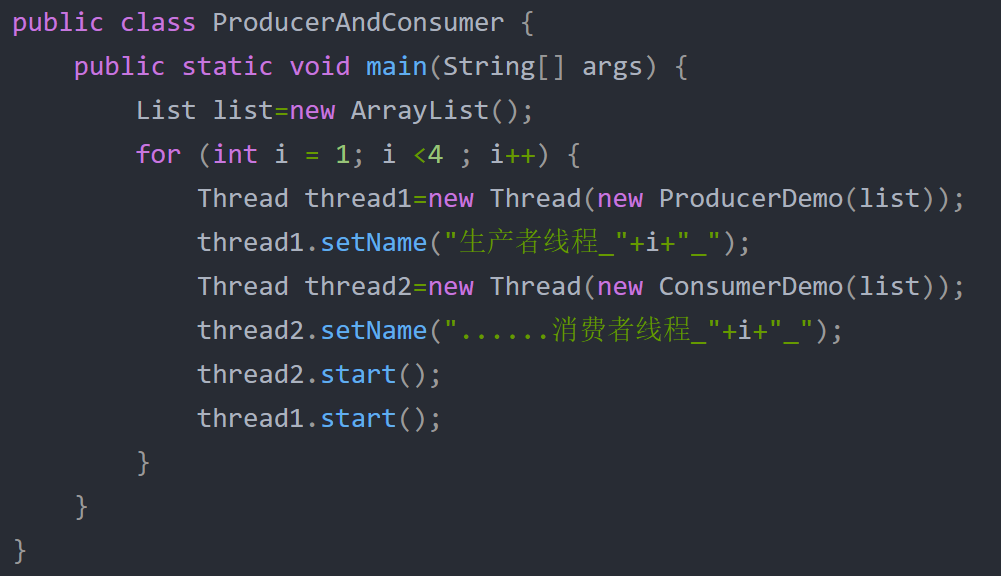 public class ProducerAndConsumer {
    public static void main(String[] args) {
        List list=new ArrayList();
        for (int i = 1; i <4 ; i++) {
            Thread thread1=new Thread(new ProducerDemo(list));
            thread1.setName("生产者线程_"+i+"_");
            Thread thread2=new Thread(new ConsumerDemo(list));
            thread2.setName("......消费者线程_"+i+"_");
            thread2.start();
            thread1.start();
        }
    }
}